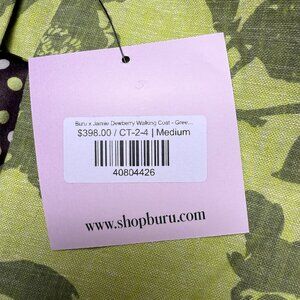 Buru x Jamie Dewberry Walking Coat - Gree...
$398.00 / CT-2-4 | Medium
40804426
www.shopburu.com